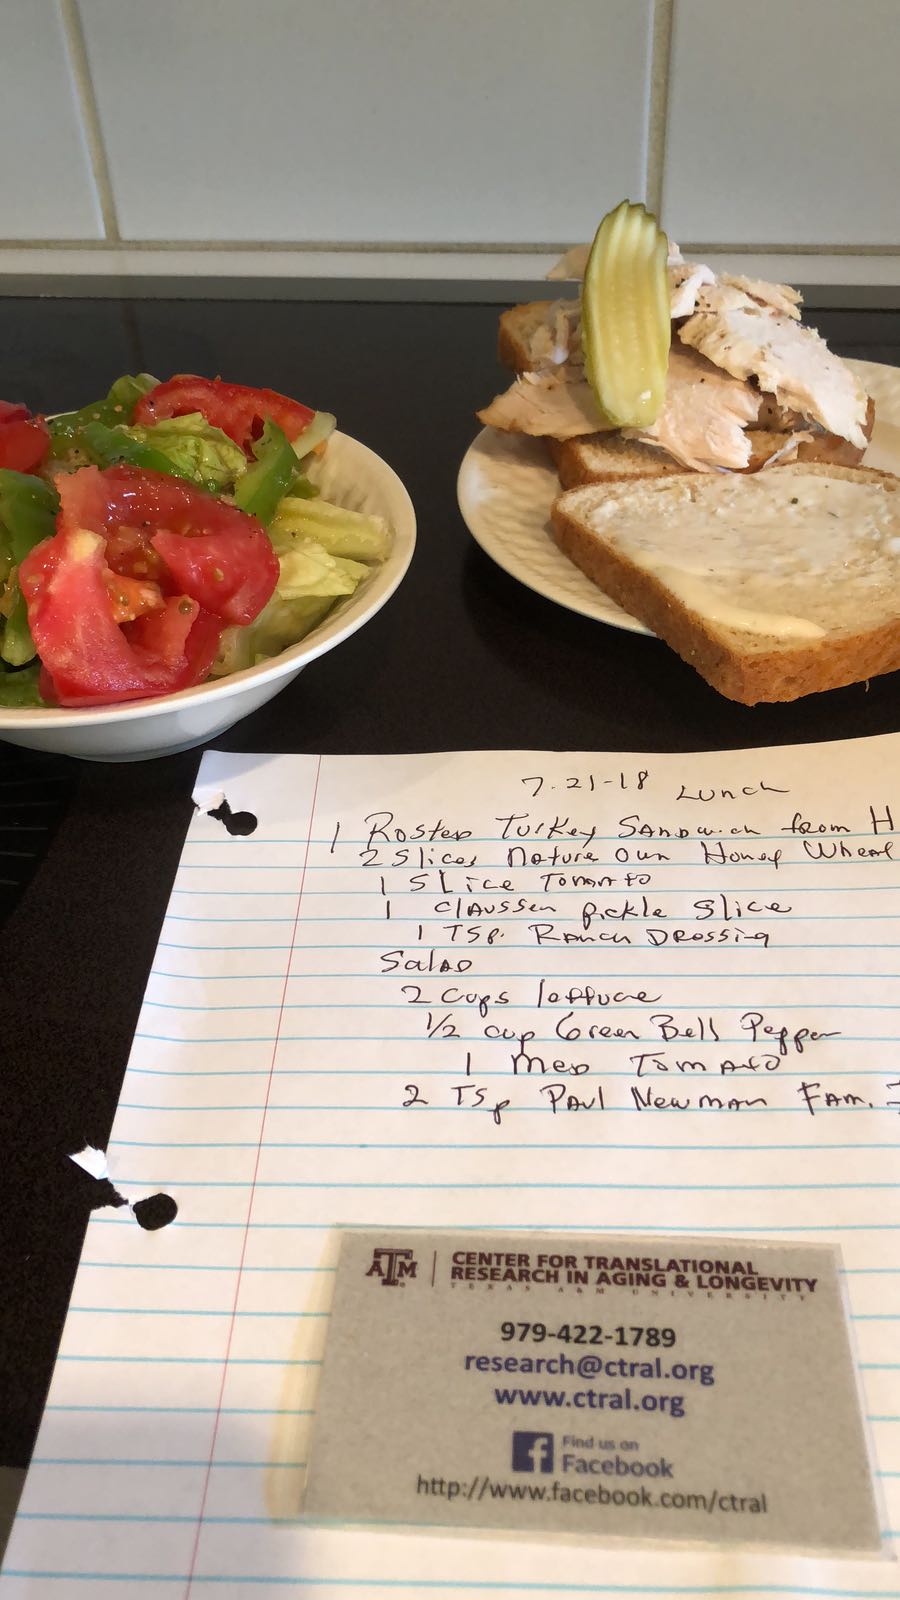 7.21-18 Lunch
1 Rosted Turkey Sandwich from H
2 Slices Nature Own Honey Wheat
1 Slice Tomato
1 Claussen pickle Slice
1 Tsp. Ranch Dressing
Salad
2 cups lettuce
1/2 cup Green Bell Pepper
1 Med Tomato
2 Tsp Paul Newman Fam.
ATM
CENTER FOR TRANSLATIONAL
RESEARCH IN AGING & LONGEVITY
TEXAS A&M UNIVERSITY
979-422-1789
research@ctral.org
www.ctral.org
f Find us on
Facebook
http://www.facebook.com/ctral